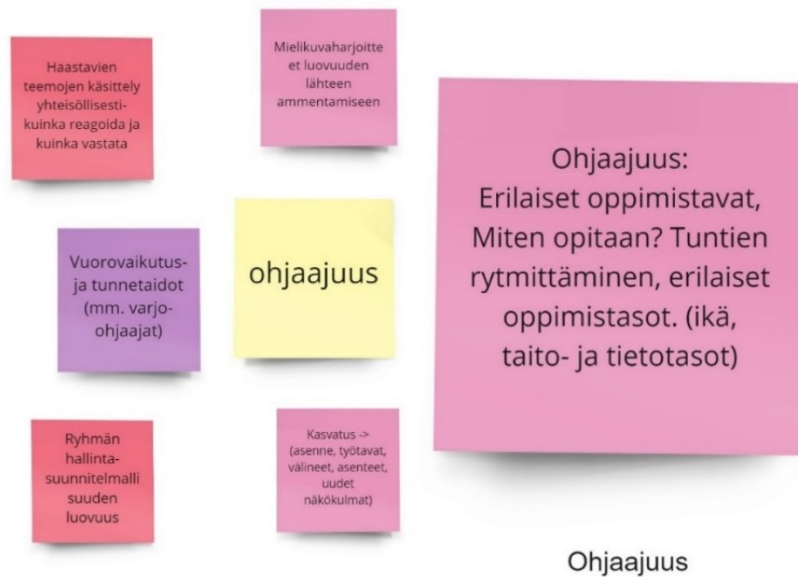 Haastavien
teemojen käsittely
yhteisöllisesti-
kuinka reagoida ja
kuinka vastata
Mielikuvaharjoitte
et luovuuden
lähteen
ammentamiseen
Ohjaajuus:
Erilaiset oppimistavat,
Miten opitaan? Tuntien
rytmittäminen, erilaiset
oppimistasot. (ikä,
taito- ja tietotasot)
Vuorovaikutus-
ja tunnetaidot
(mm. varjo-
ohjaajat)
ohjaajuus
Ryhmän
hallinta-
suunnitelmalli
suuden
luovuus
Kasvatus ->
(asenne, työtavat,
välineet, asenteet,
uudet
näkökulmat)
Ohjaajuus